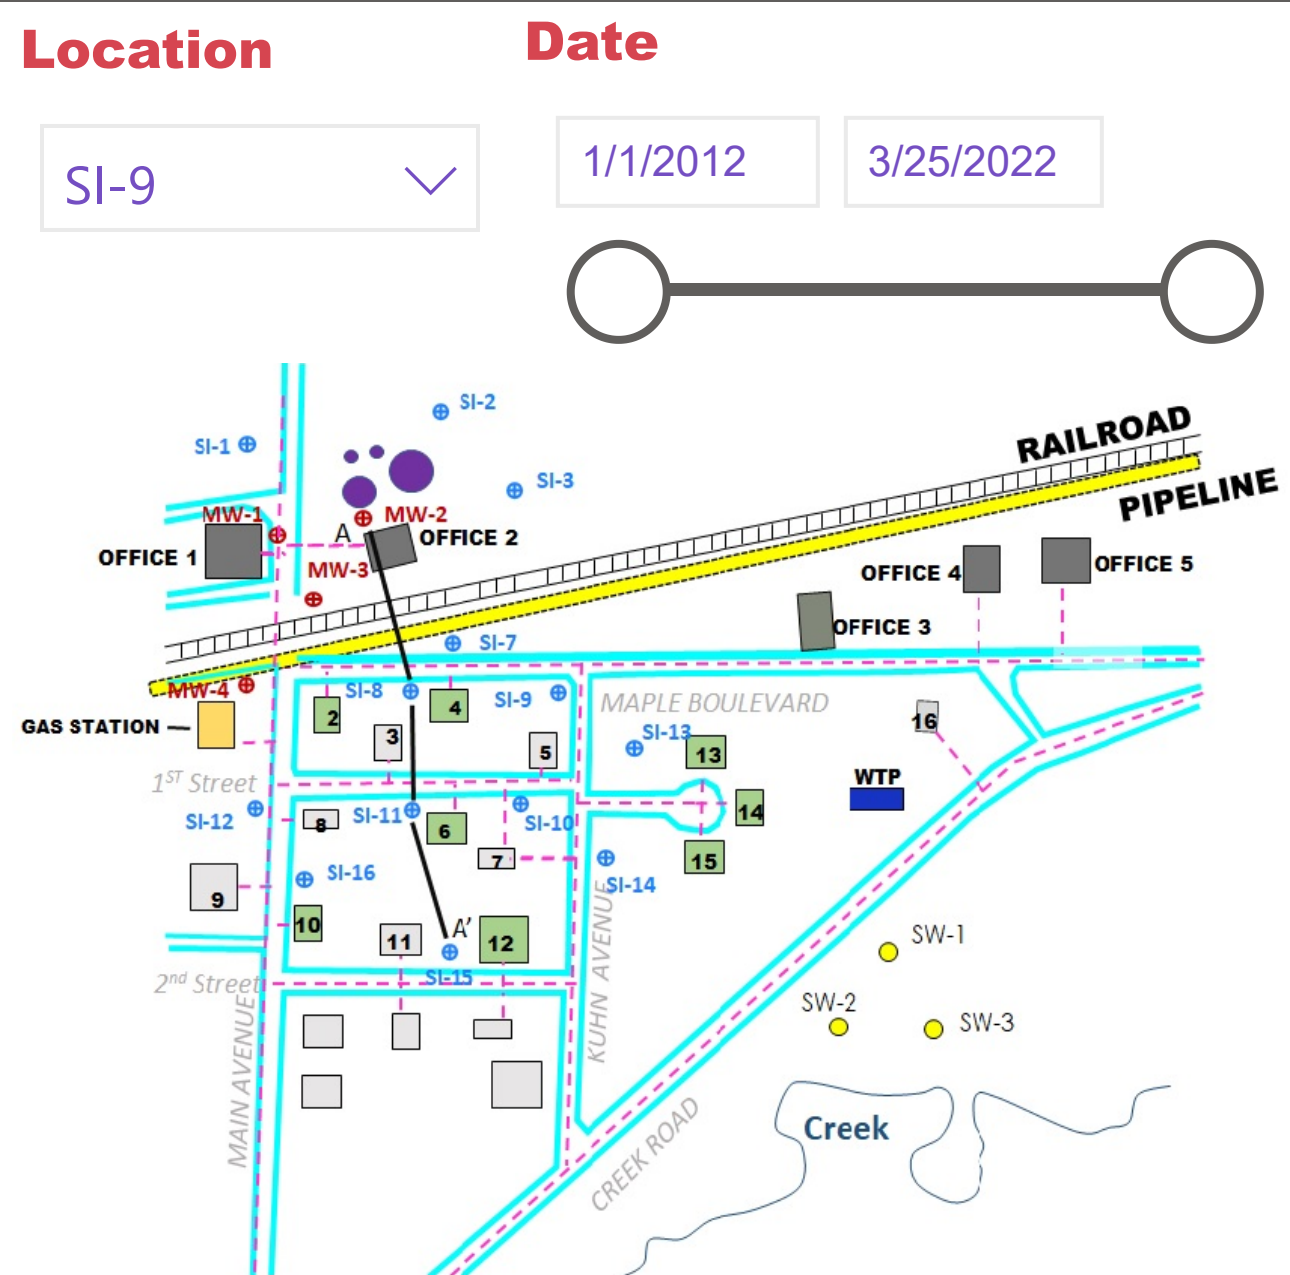 Location
Date
SI-9
1/1/2012
3/25/2022
SI-2
SI-1
SI-3
RAILROAD
PIPELINE
MW-1
MW-2
A
OFFICE 2
OFFICE 1
MW-3
OFFICE 4
OFFICE 5
OFFICE 3
SI-7
MW-4
SI-8
SI-9
4
2
MAPLE BOULEVARD
16
GAS STATION
3
5
SI-13
13
1ST Street
WTP
SI-12
8
SI-11
6
SI-10
14
7
15
SI-16
9
SI-14
10
11
A’
12
SI-15
SW-1
2nd Street
SW-2
SW-3
MAIN AVENUE
KUHN AVENUE
CREEK ROAD
Creek